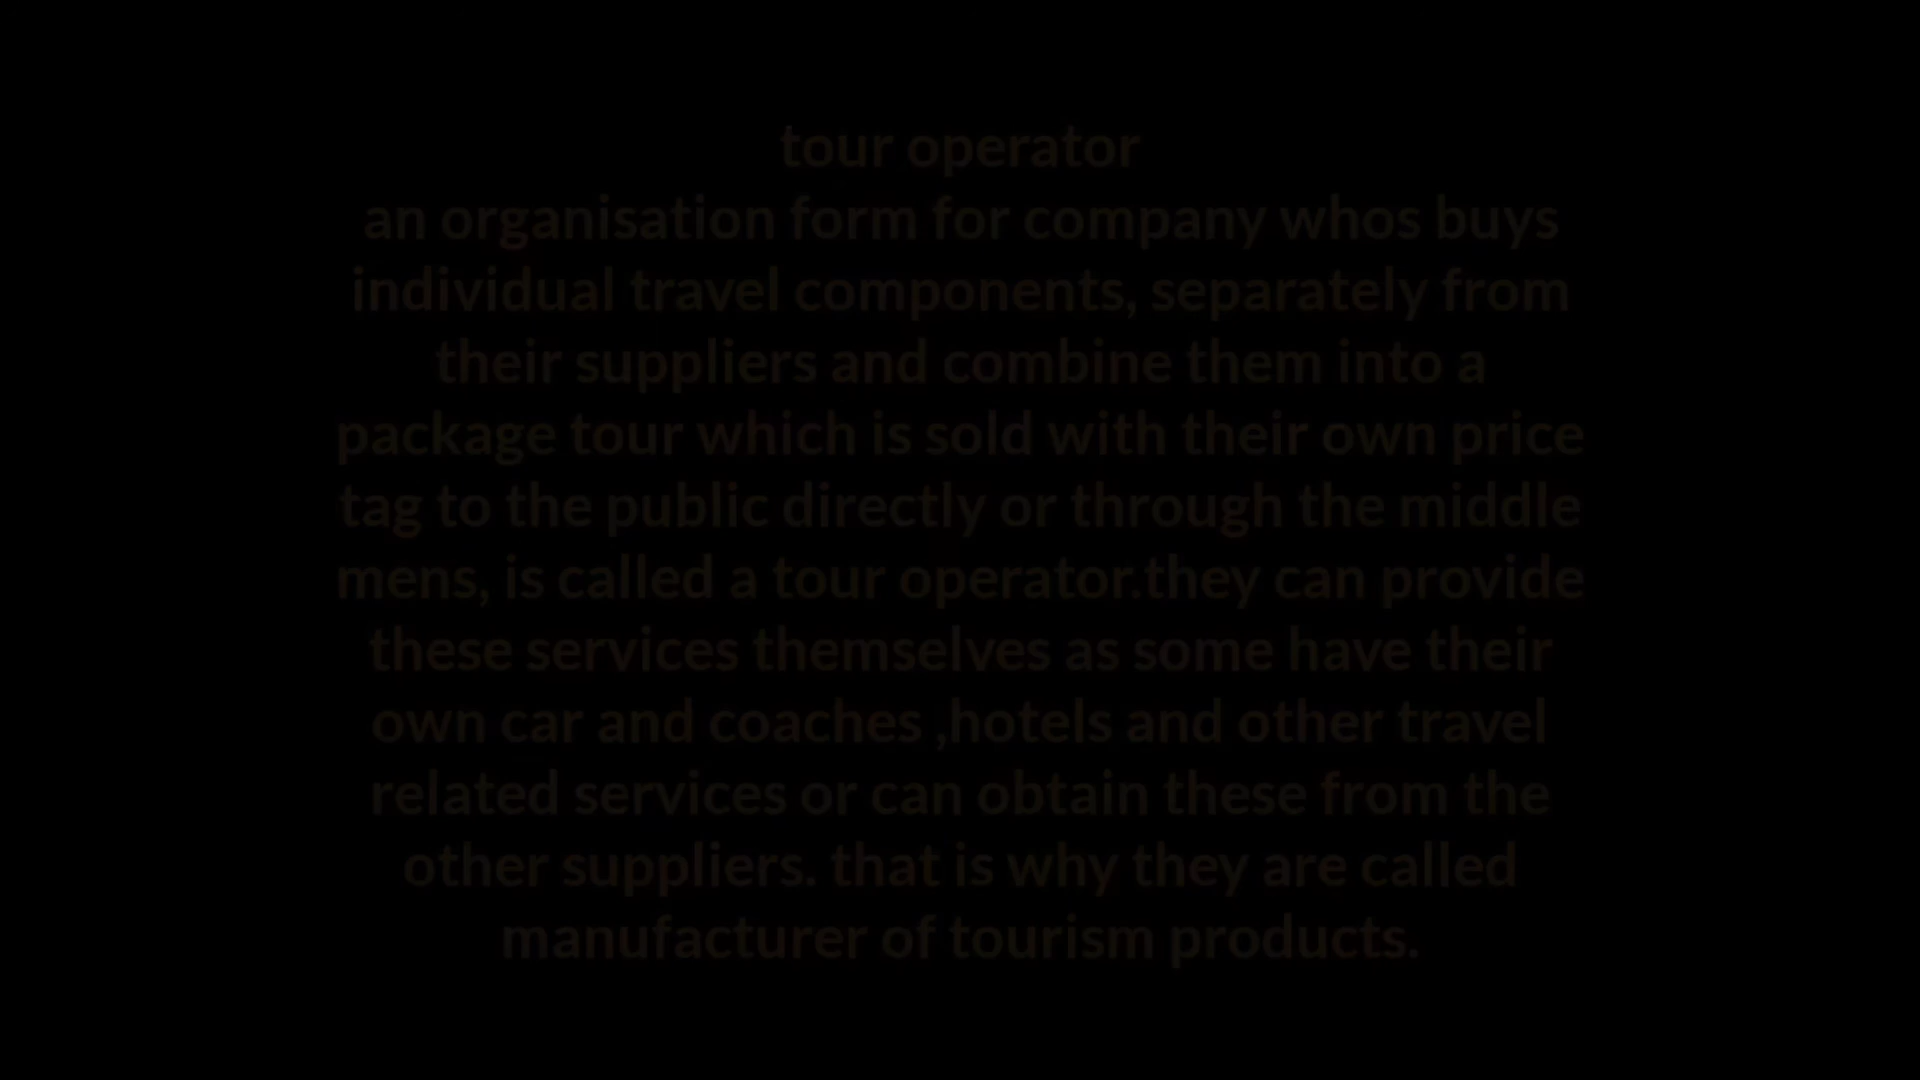 tour operator
an organisation form for company whos buys
individual travel components, separately from
their suppliers and combine them into a
package tour which is sold with their own price
tag to the public directly or through the middle
mens, is called a tour operator.they can provide
these services themselves as some have their
own car and coaches ,hotels and other travel
related services or can obtain these from the
other suppliers. that is why they are called
manufacturer of tourism products.